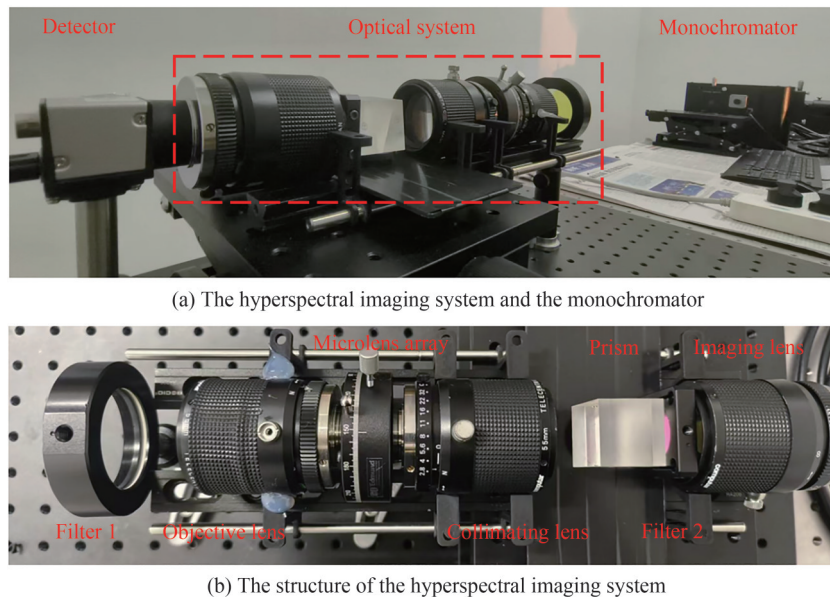 Detector Optical system Monochromator
(a) The hyperspectral imaging system and the monochromator
Microlens array Prism Imaging lens
Filter 1 Objective lens Collimating lens Filter 2
(b) The structure of the hyperspectral imaging system